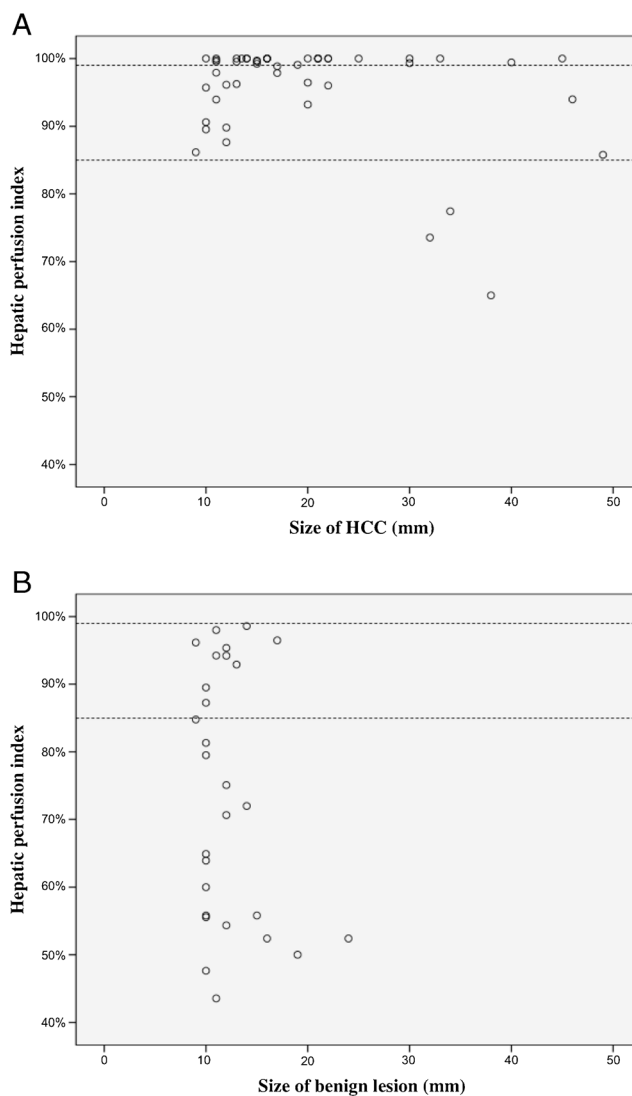 A
100%
90%
80%
70%
60%
50%
40%
Hepatic perfusion index
0 10 20 30 40 50
Size of HCC (mm)
B
100%
90%
80%
70%
60%
50%
40%
Hepatic perfusion index
0 10 20 30 40 50
Size of benign lesion (mm)